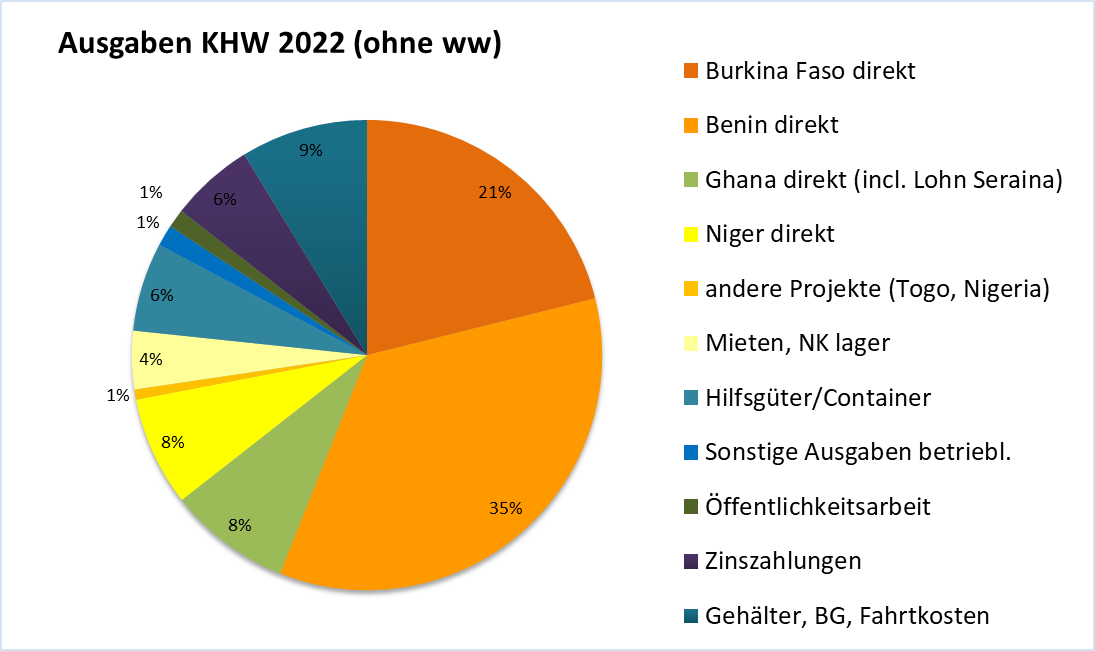 Ausgaben KHW 2022 (ohne ww)
Burkina Faso direkt
Benin direkt
Ghana direkt (incl. Lohn Seraina)
Niger direkt
andere Projekte (Togo, Nigeria)
Mieten, NK lager
Hilfsgüter/Container
Sonstige Ausgaben betriebl.
Öffentlichkeitsarbeit
Zinszahlungen
Gehälter, BG, Fahrtkosten
21%
35%
8%
8%
1%
4%
6%
1%
1%
6%
9%